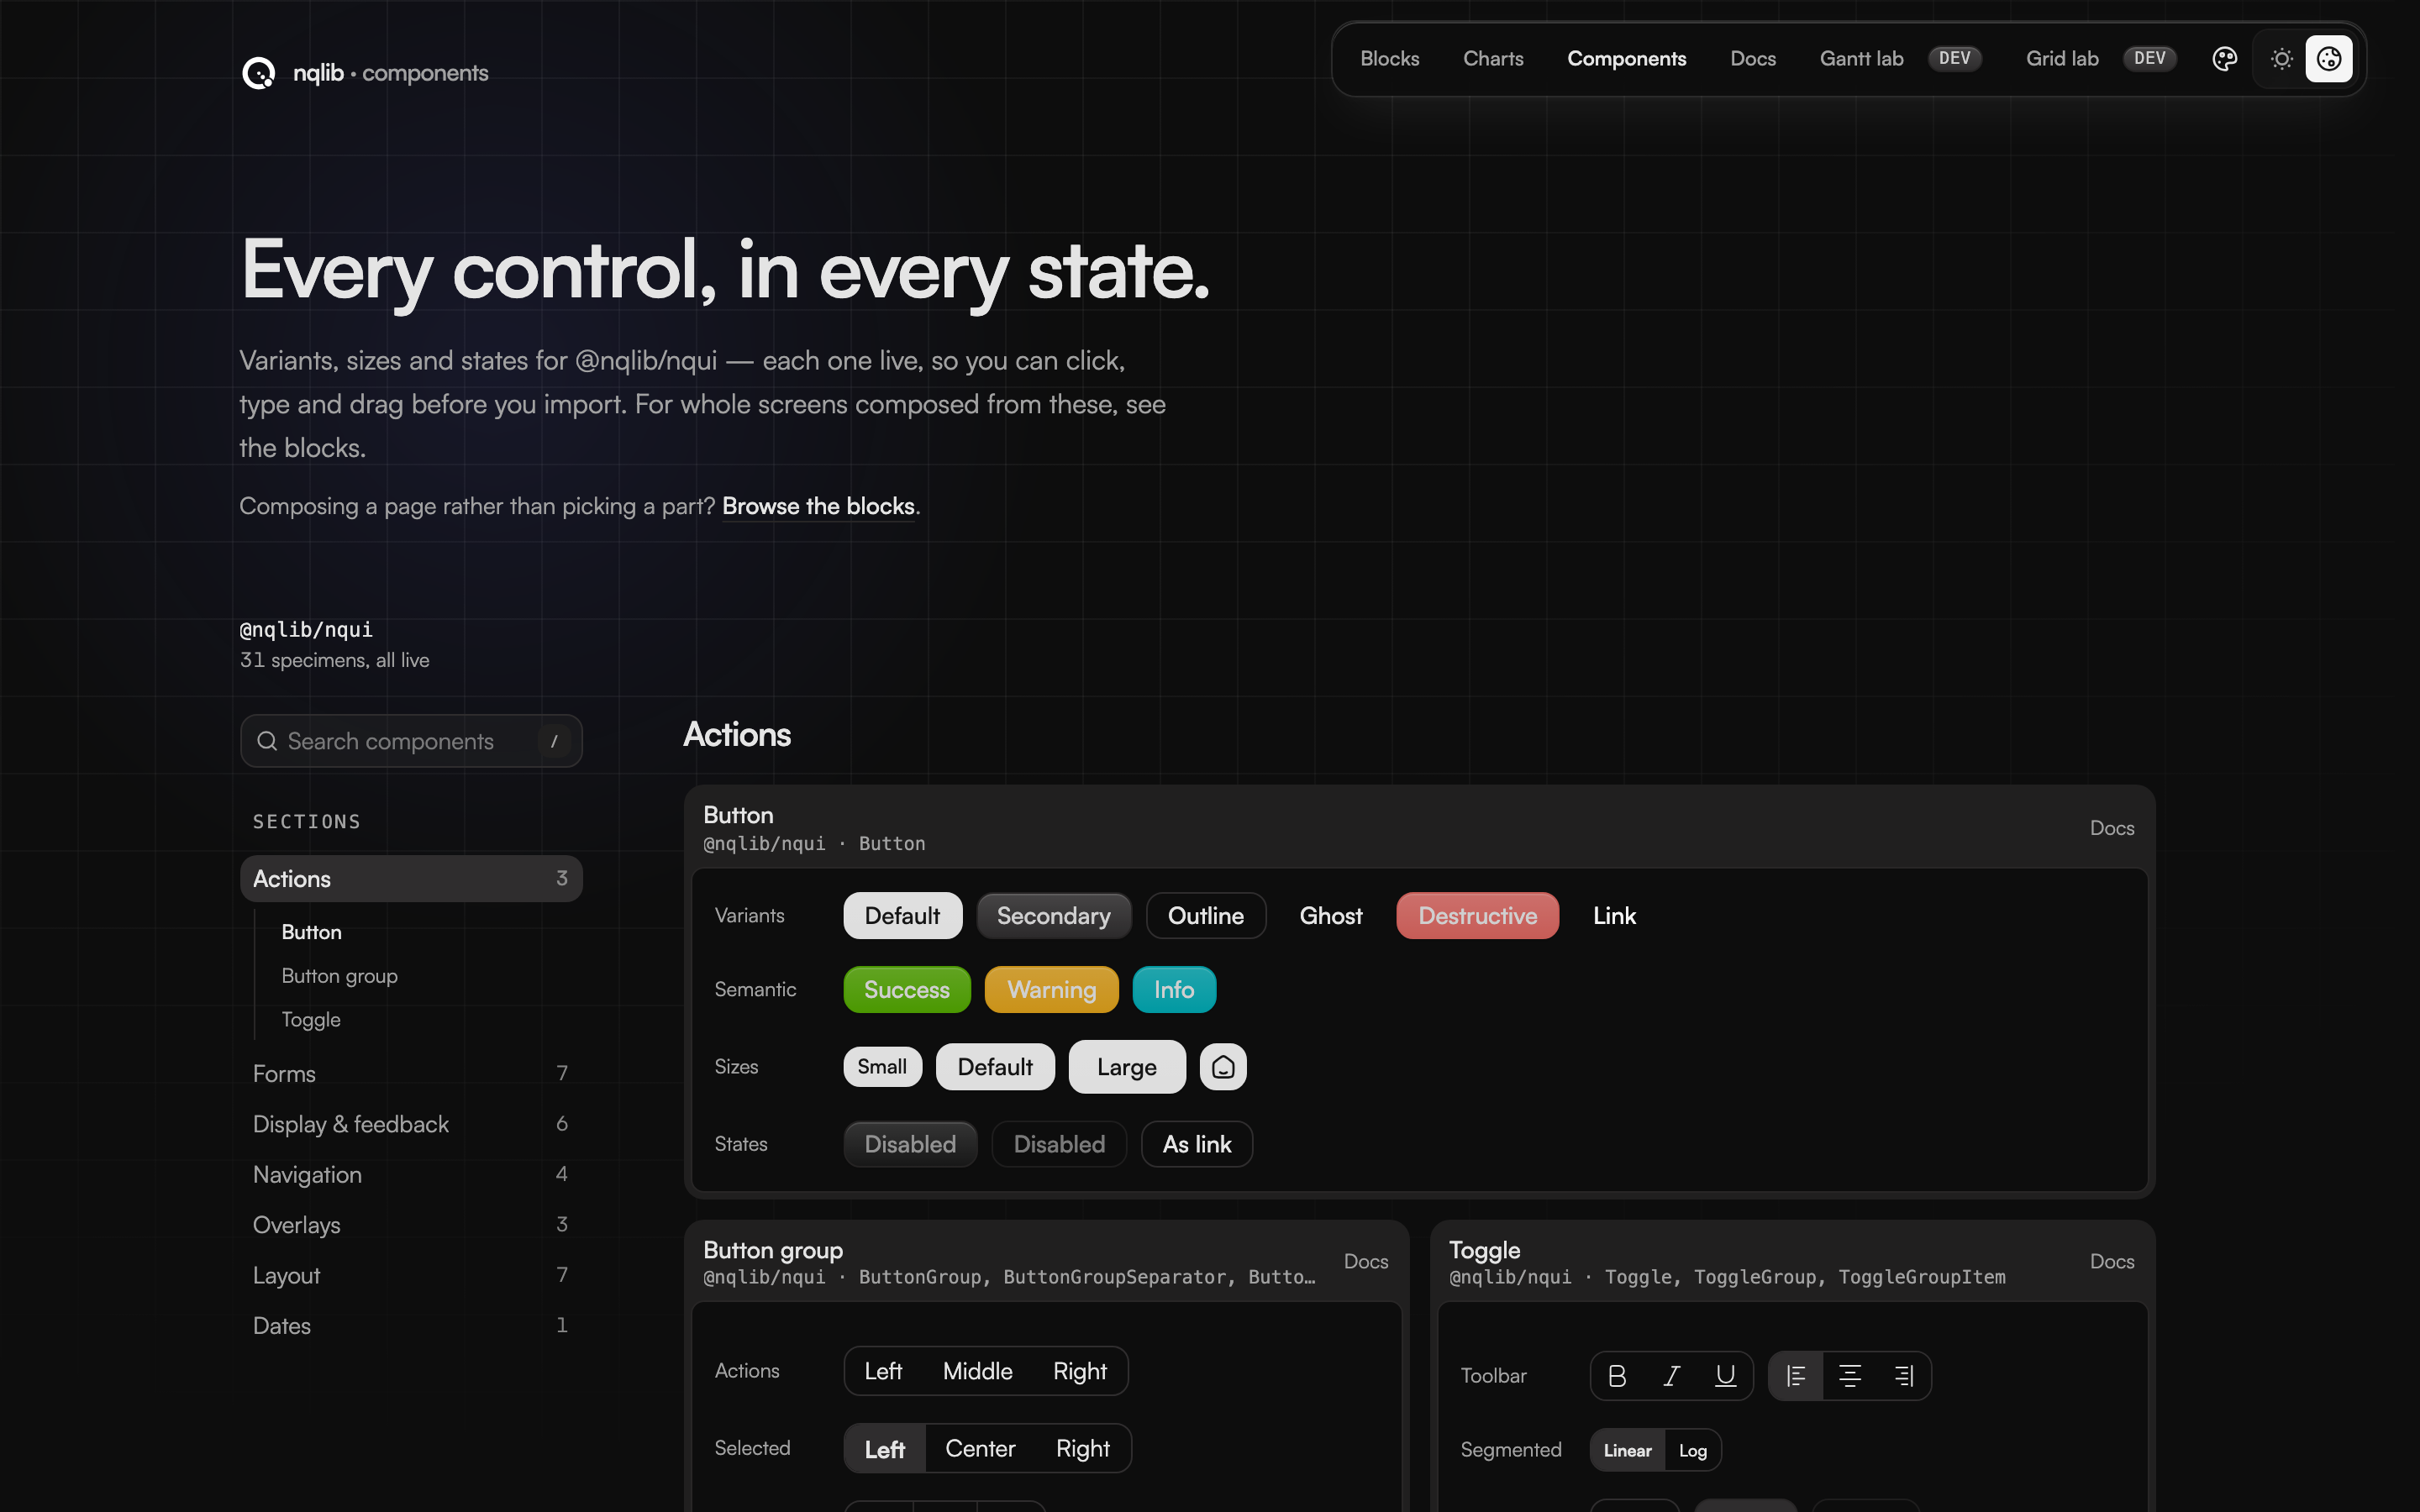 nqlib · components
Blocks Charts Components Docs Gantt lab DEV Grid lab DEV
Every control, in every state.
Variants, sizes and states for @nqlib/nqui — each one live, so you can click,
type and drag before you import. For whole screens composed from these, see
the blocks.
Composing a page rather than picking a part? Browse the blocks.
@nqlib/nqui
31 specimens, all live
Search components /
SECTIONS
Actions 3
Button
Button group
Toggle
Forms 7
Display & feedback 6
Navigation 4
Overlays 3
Layout 7
Dates 1
Actions
Button
@nqlib/nqui · Button
Docs
Variants Default Secondary Outline Ghost Destructive Link
Semantic Success Warning Info
Sizes Small Default Large
States Disabled Disabled As link
Button group
@nqlib/nqui · ButtonGroup, ButtonGroupSeparator, Butto…
Docs
Actions Left Middle Right
Selected Left Center Right
Toggle
@nqlib/nqui · Toggle, ToggleGroup, ToggleGroupItem
Docs
Toolbar B I U
Segmented Linear Log